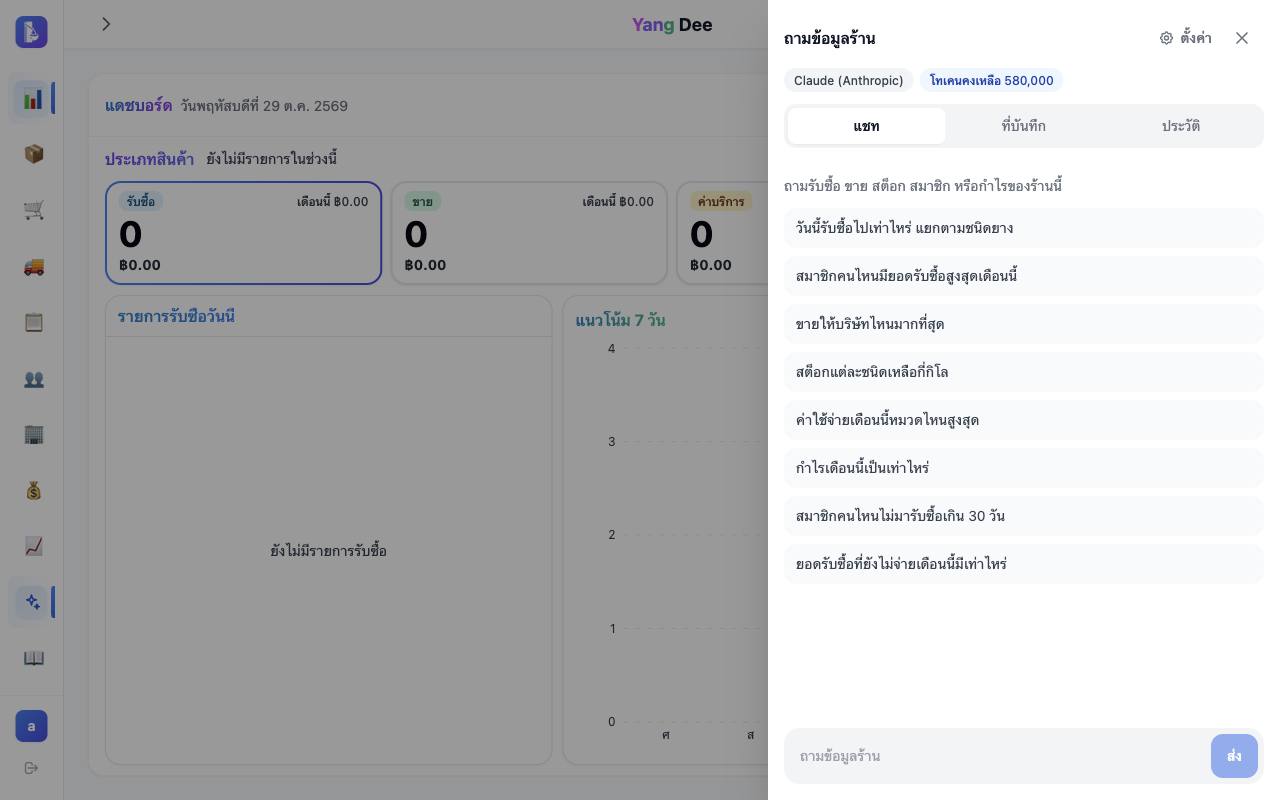 Yang Dee
แดชบอร์ด วันพฤหัสบดีที่ 29 ต.ค. 2569
ประเภทสินค้า ยังไม่มีรายการในช่วงนี้
รับซื้อ เดือนนี้ ฿0.00
0
฿0.00
ขาย เดือนนี้ ฿0.00
0
฿0.00
ค่าบริการ
0
฿0.00
รายการรับซื้อวันนี้
ยังไม่มีรายการรับซื้อ
แนวโน้ม 7 วัน
4
3
2
1
0
ศ ส
a
ถามข้อมูลร้าน
ตั้งค่า
Claude (Anthropic) โทเคนคงเหลือ 580,000
แชท ที่บันทึก ประวัติ
ถามรับซื้อ ขาย สต็อก สมาชิก หรือกำไรของร้านนี้
วันนี้รับซื้อไปเท่าไหร่ แยกตามชนิดยาง
สมาชิกคนไหนมียอดรับซื้อสูงสุดเดือนนี้
ขายให้บริษัทไหนมากที่สุด
สต็อกแต่ละชนิดเหลือกี่กิโล
ค่าใช้จ่ายเดือนนี้หมวดไหนสูงสุด
กำไรเดือนนี้เป็นเท่าไหร่
สมาชิกคนไหนไม่มารับซื้อเกิน 30 วัน
ยอดรับซื้อที่ยังไม่จ่ายเดือนนี้มีเท่าไหร่
ถามข้อมูลร้าน
ส่ง